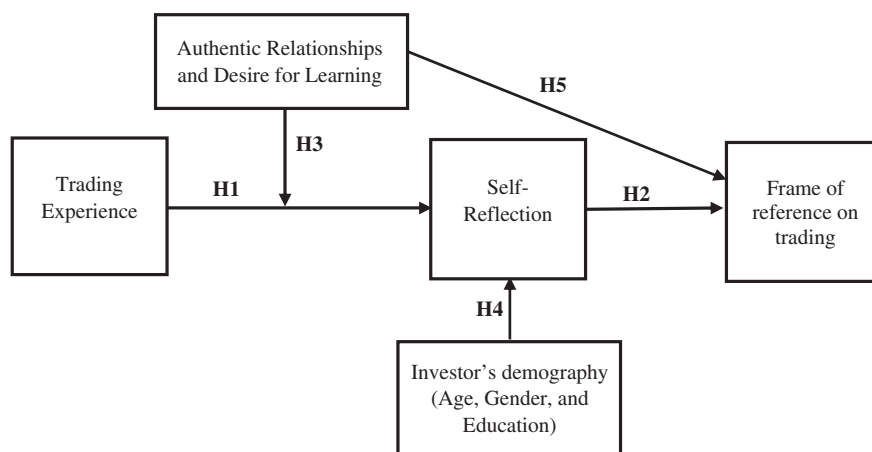 Authentic Relationships
and Desire for Learning
H5
H3
Trading
Experience
H1
Self-
Reflection
H2
Frame of
reference on
trading
H4
Investor’s demography
(Age, Gender, and
Education)